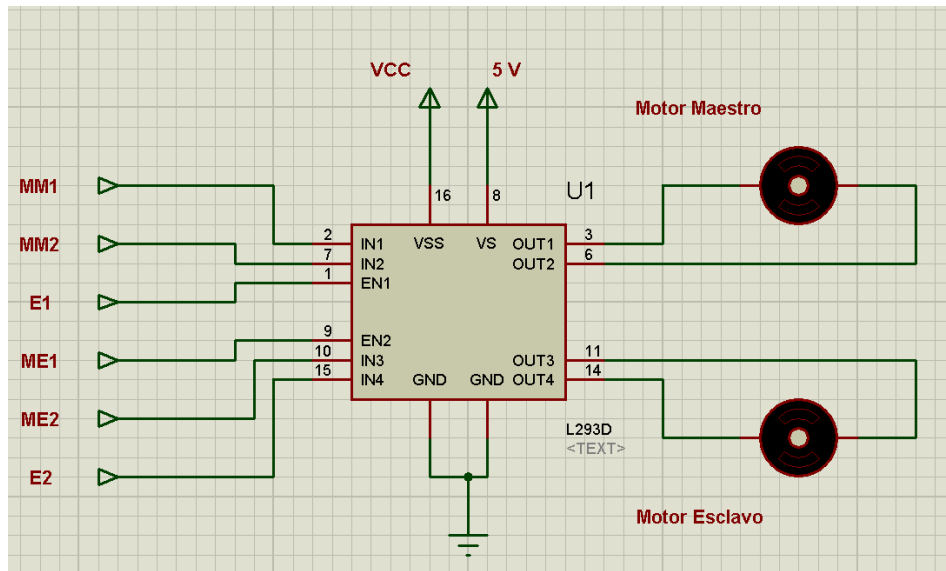 VCC
5 V
Motor Maestro
MM1
MM2
E1
ME1
ME2
E2
16
8
U1
2
7
1
9
10
15
IN1
IN2
EN1
EN2
IN3
IN4
VSS
VS
GND
GND
OUT1
OUT2
OUT3
OUT4
3
6
11
14
L293D
<TEXT>
Motor Esclavo